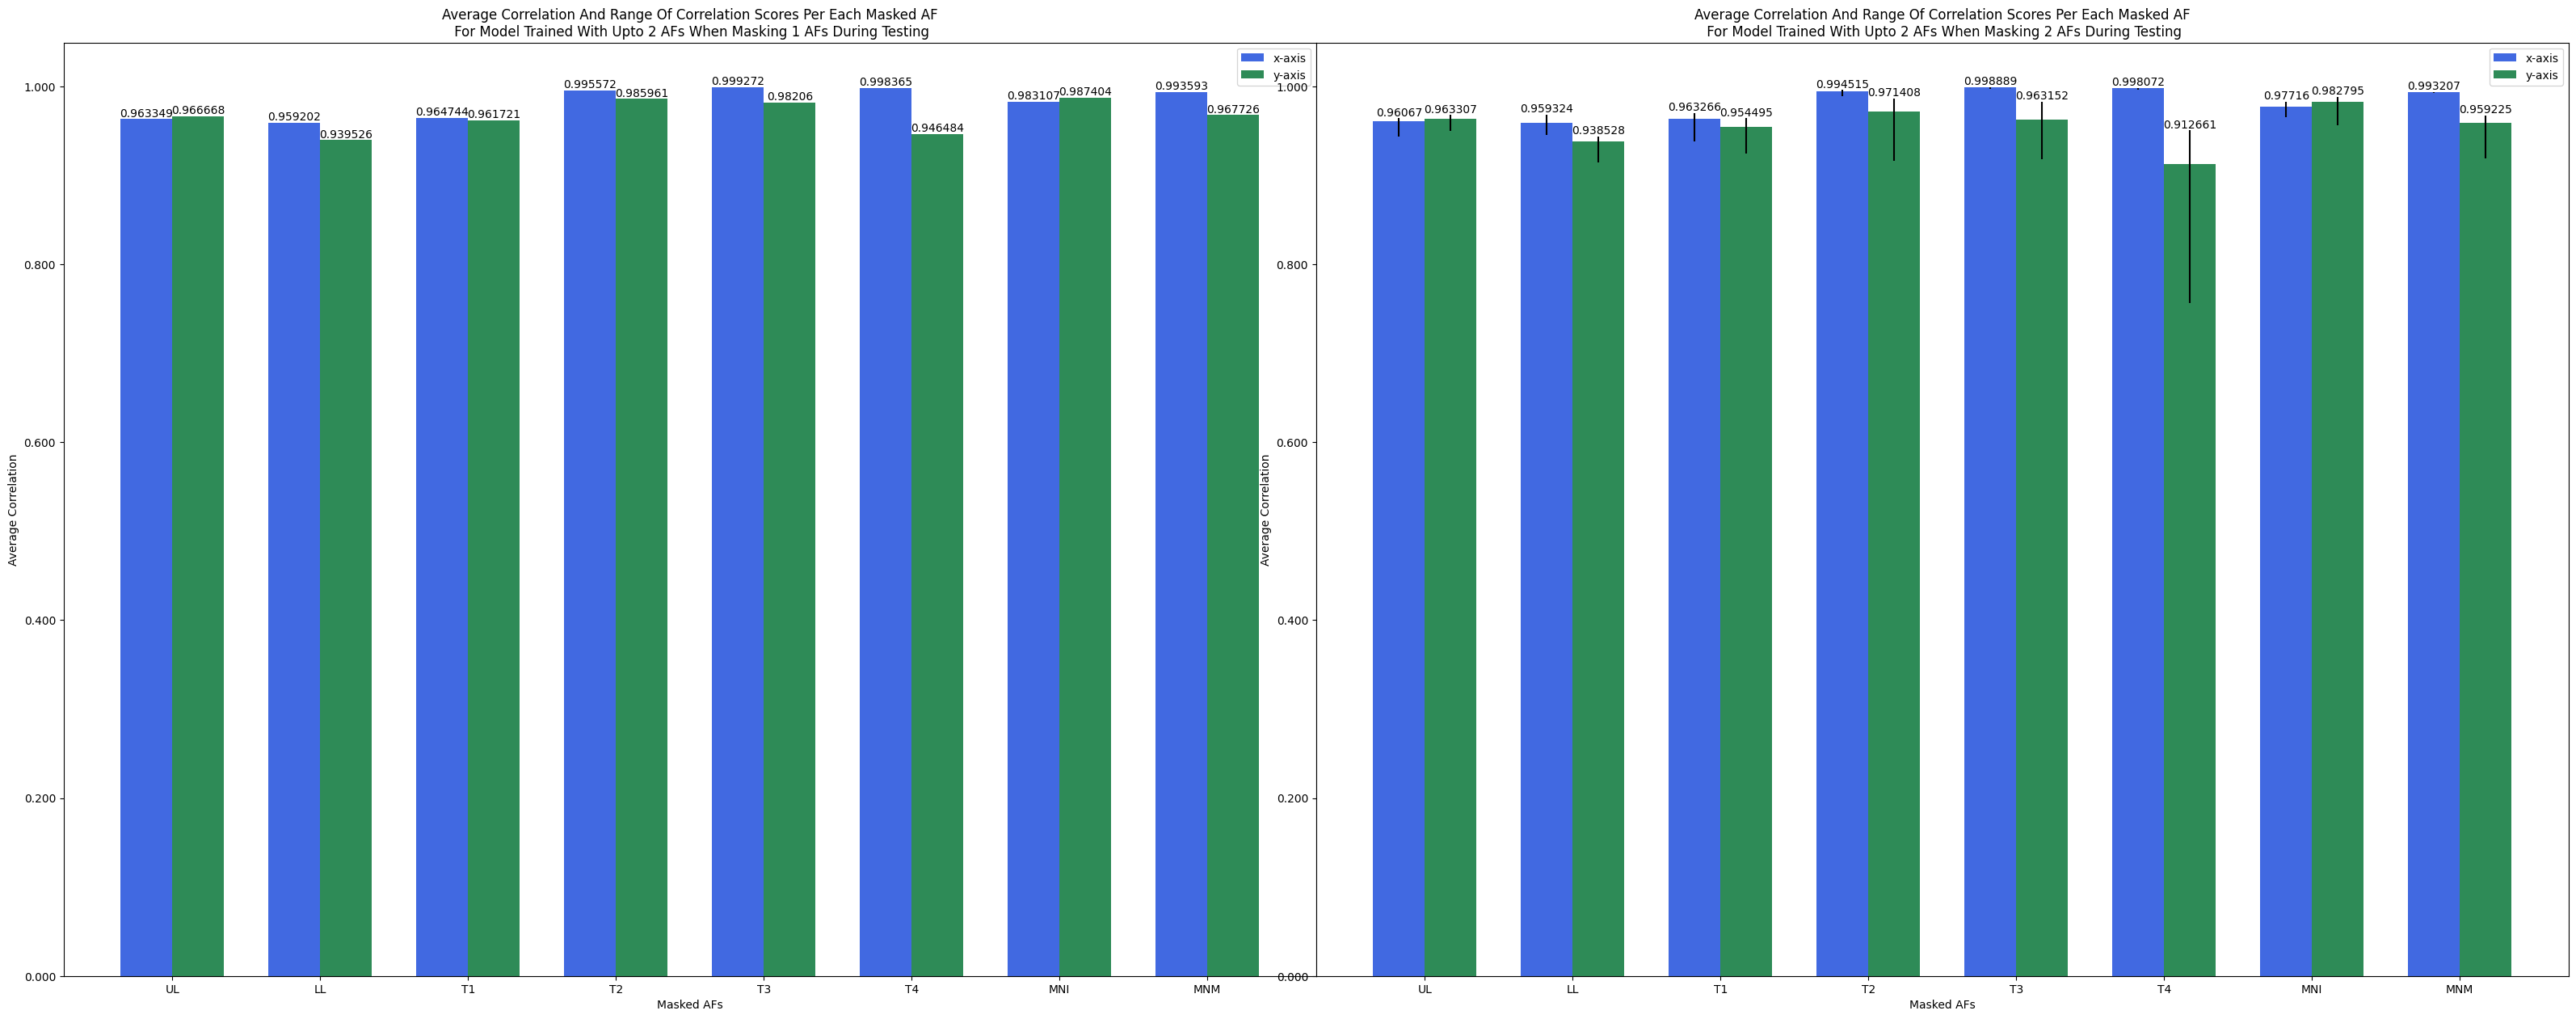 Average Correlation And Range Of Correlation Scores Per Each Masked AF
For Model Trained With Upto 2 AFs When Masking 1 AFs During Testing
x-axis
y-axis
1.000
0.800
0.600
0.400
0.200
0.000
Average Correlation
0.963349
0.966668
0.959202
0.939526
0.964744
0.961721
0.995572
0.985961
0.999272
0.98206
0.998365
0.946484
0.983107
0.987404
0.993593
0.967726
UL
LL
T1
T2
T3
T4
MNI
MNM
Masked AFs
Average Correlation And Range Of Correlation Scores Per Each Masked AF
For Model Trained With Upto 2 AFs When Masking 2 AFs During Testing
x-axis
y-axis
1.000
0.800
0.600
0.400
0.200
0.000
Average Correlation
0.96067
0.963307
0.959324
0.938528
0.963266
0.954495
0.994515
0.971408
0.998889
0.963152
0.998072
0.912661
0.97716
0.982795
0.993207
0.959225
UL
LL
T1
T2
T3
T4
MNI
MNM
Masked AFs